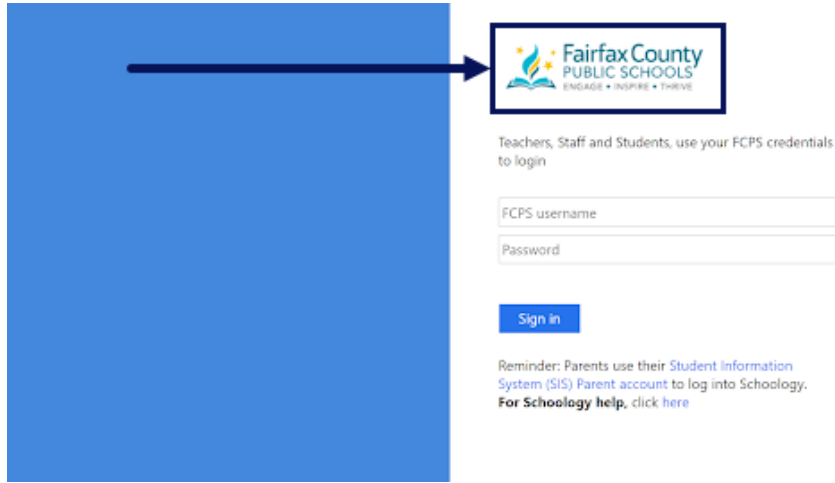 Fairfax County
PUBLIC SCHOOLS
ENGAGE • INSPIRE • THRIVE
Teachers, Staff and Students, use your FCPS credentials
to login
FCPS username
Password
Sign in
Reminder: Parents use their Student Information
System (SIS) Parent account to log into Schoology.
For Schoology help, click here